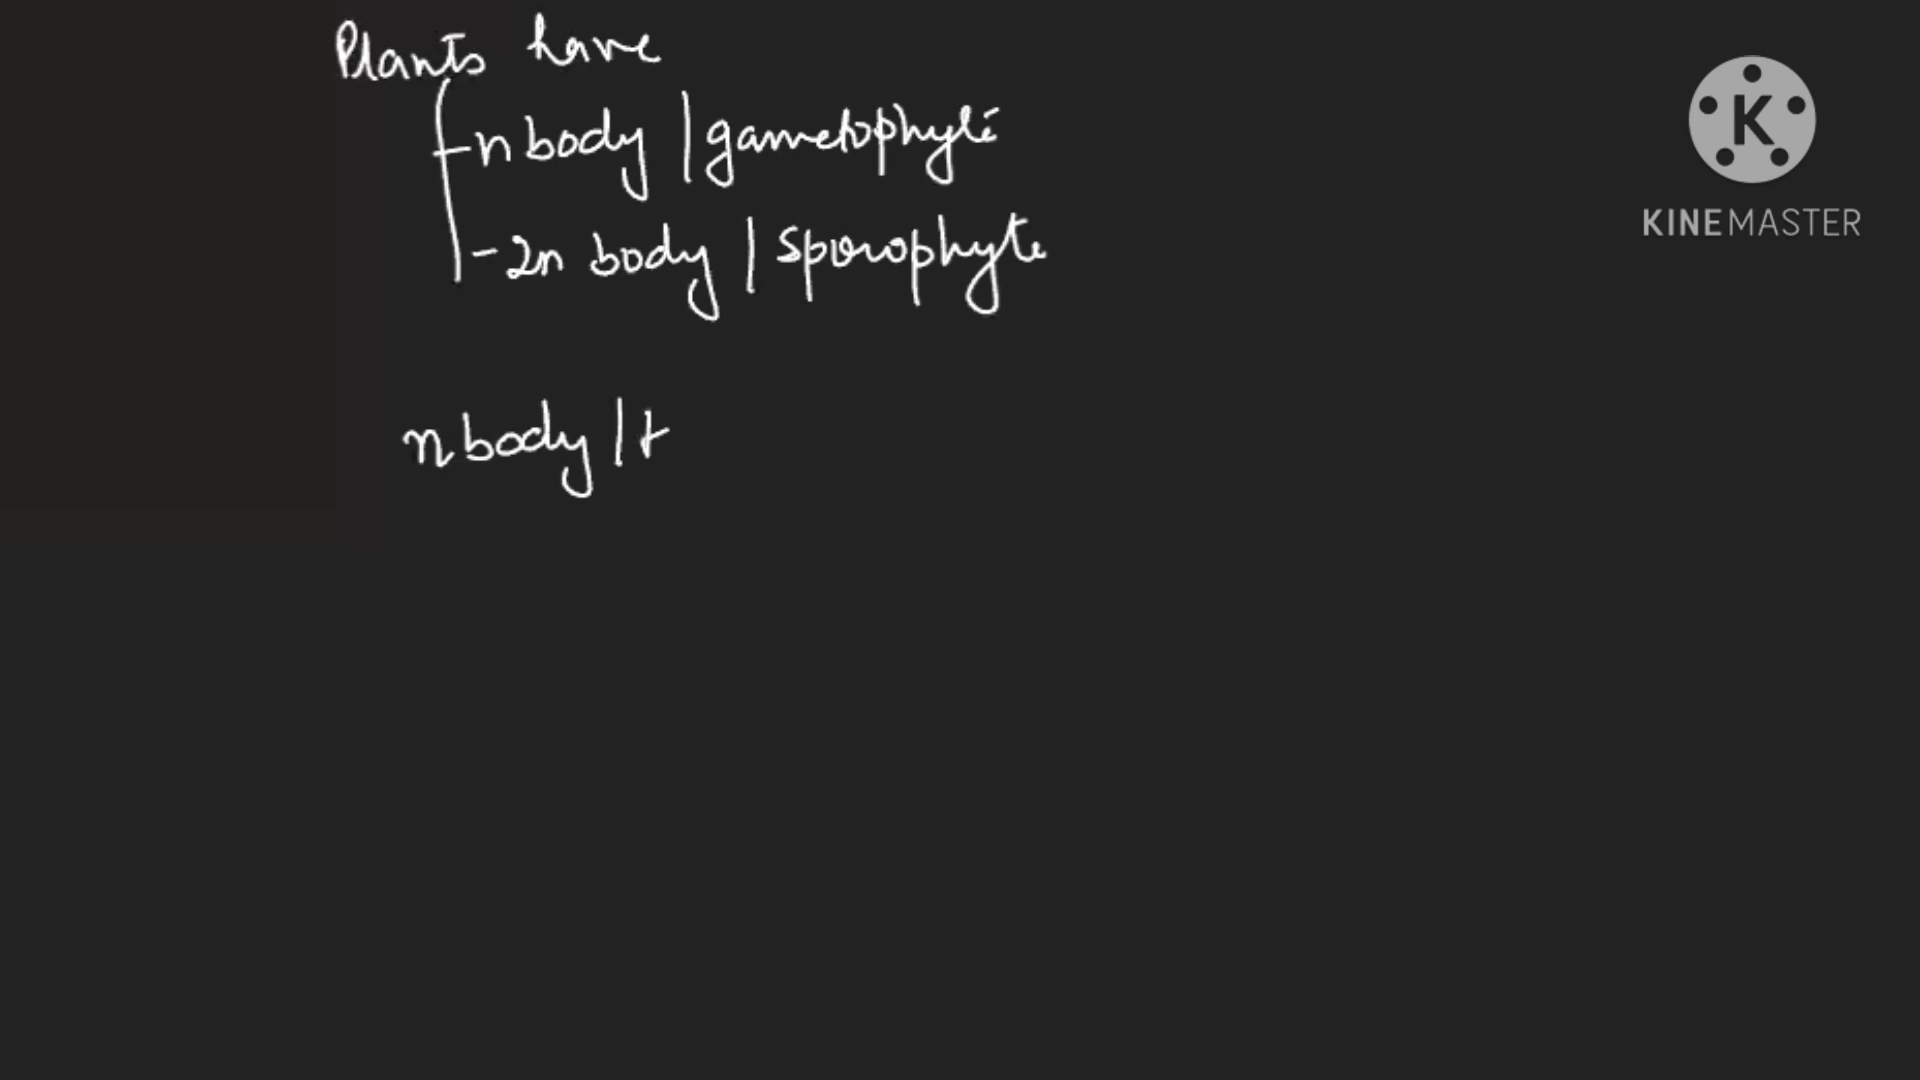 Plants have
- n body | gametophyte
- 2n body | sporophyte
n body | t
K
KINEMASTER